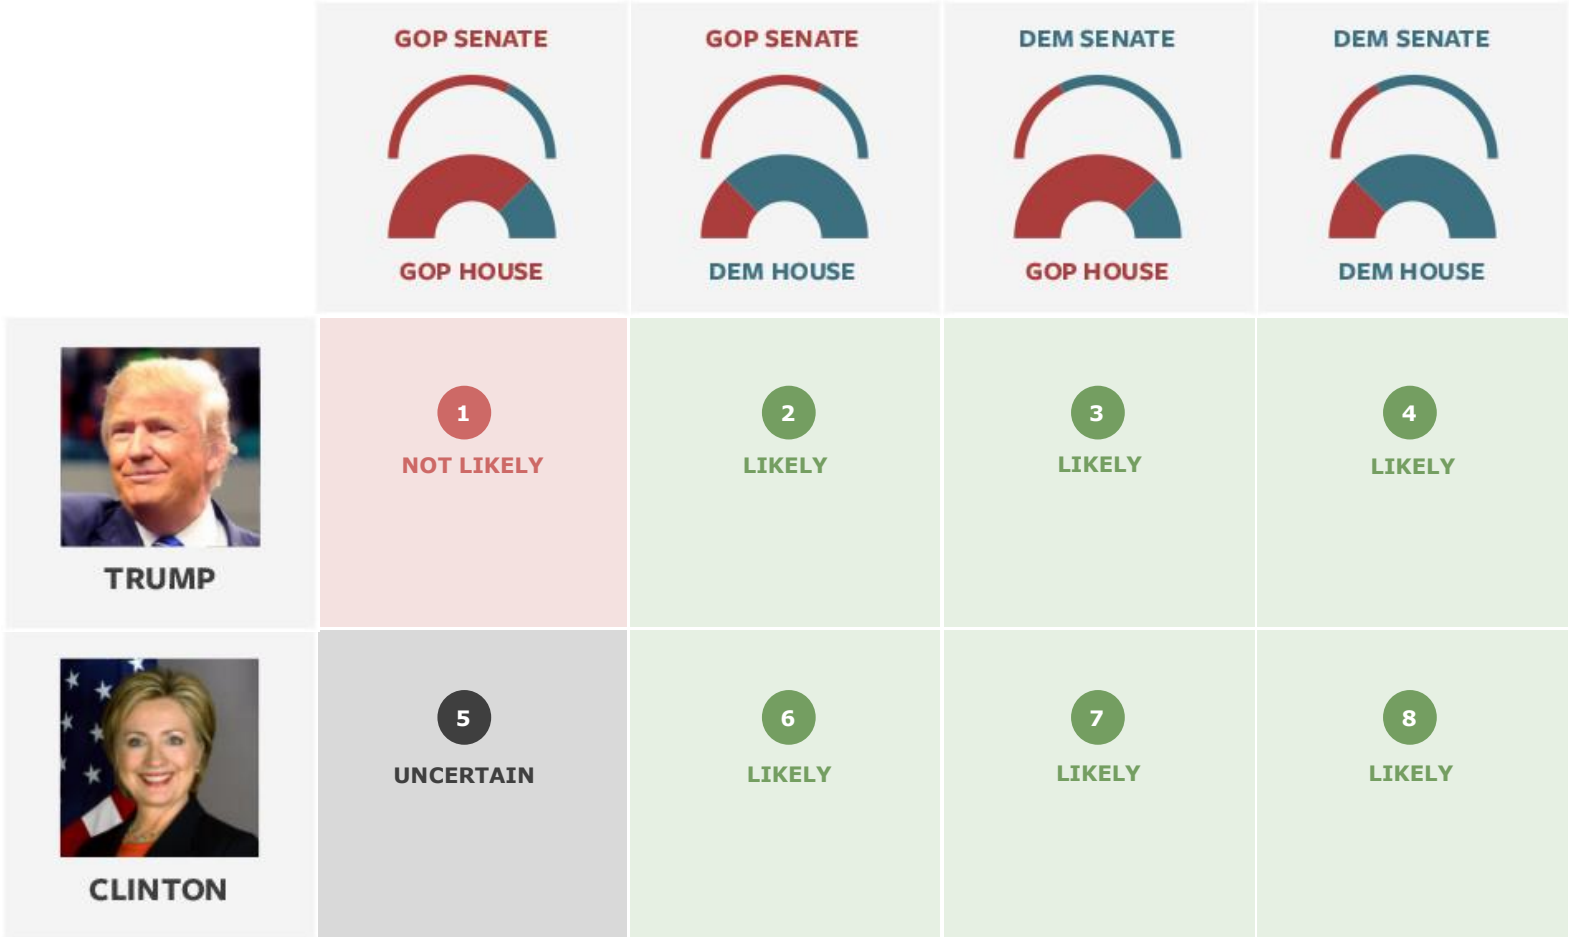 GOP SENATE
GOP SENATE
DEM SENATE
DEM SENATE
GOP HOUSE
DEM HOUSE
GOP HOUSE
DEM HOUSE
1
2
3
4
NOT LIKELY
LIKELY
LIKELY
LIKELY
TRUMP
5
6
7
8
UNCERTAIN
LIKELY
LIKELY
LIKELY
CLINTON